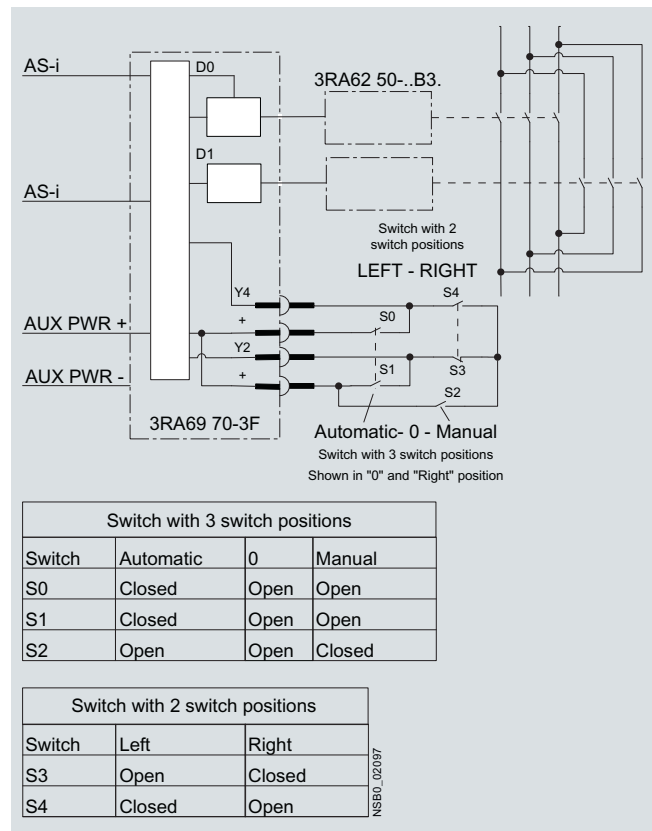 AS-i
D0
3RA62 50-..B3.
D1
AS-i
Switch with 2
switch positions
LEFT - RIGHT
Y4
S4
+
S0
AUX PWR +
Y2
S1
S3
AUX PWR -
+
S2
3RA69 70-3F
Automatic- 0 - Manual
Switch with 3 switch positions
Shown in "0" and "Right" position
Switch with 3 switch positions
Switch Automatic 0 Manual
S0 Closed Open Open
S1 Closed Open Open
S2 Open Open Closed
Switch with 2 switch positions
Switch Left Right
S3 Open Closed
S4 Closed Open
NSB0_02097